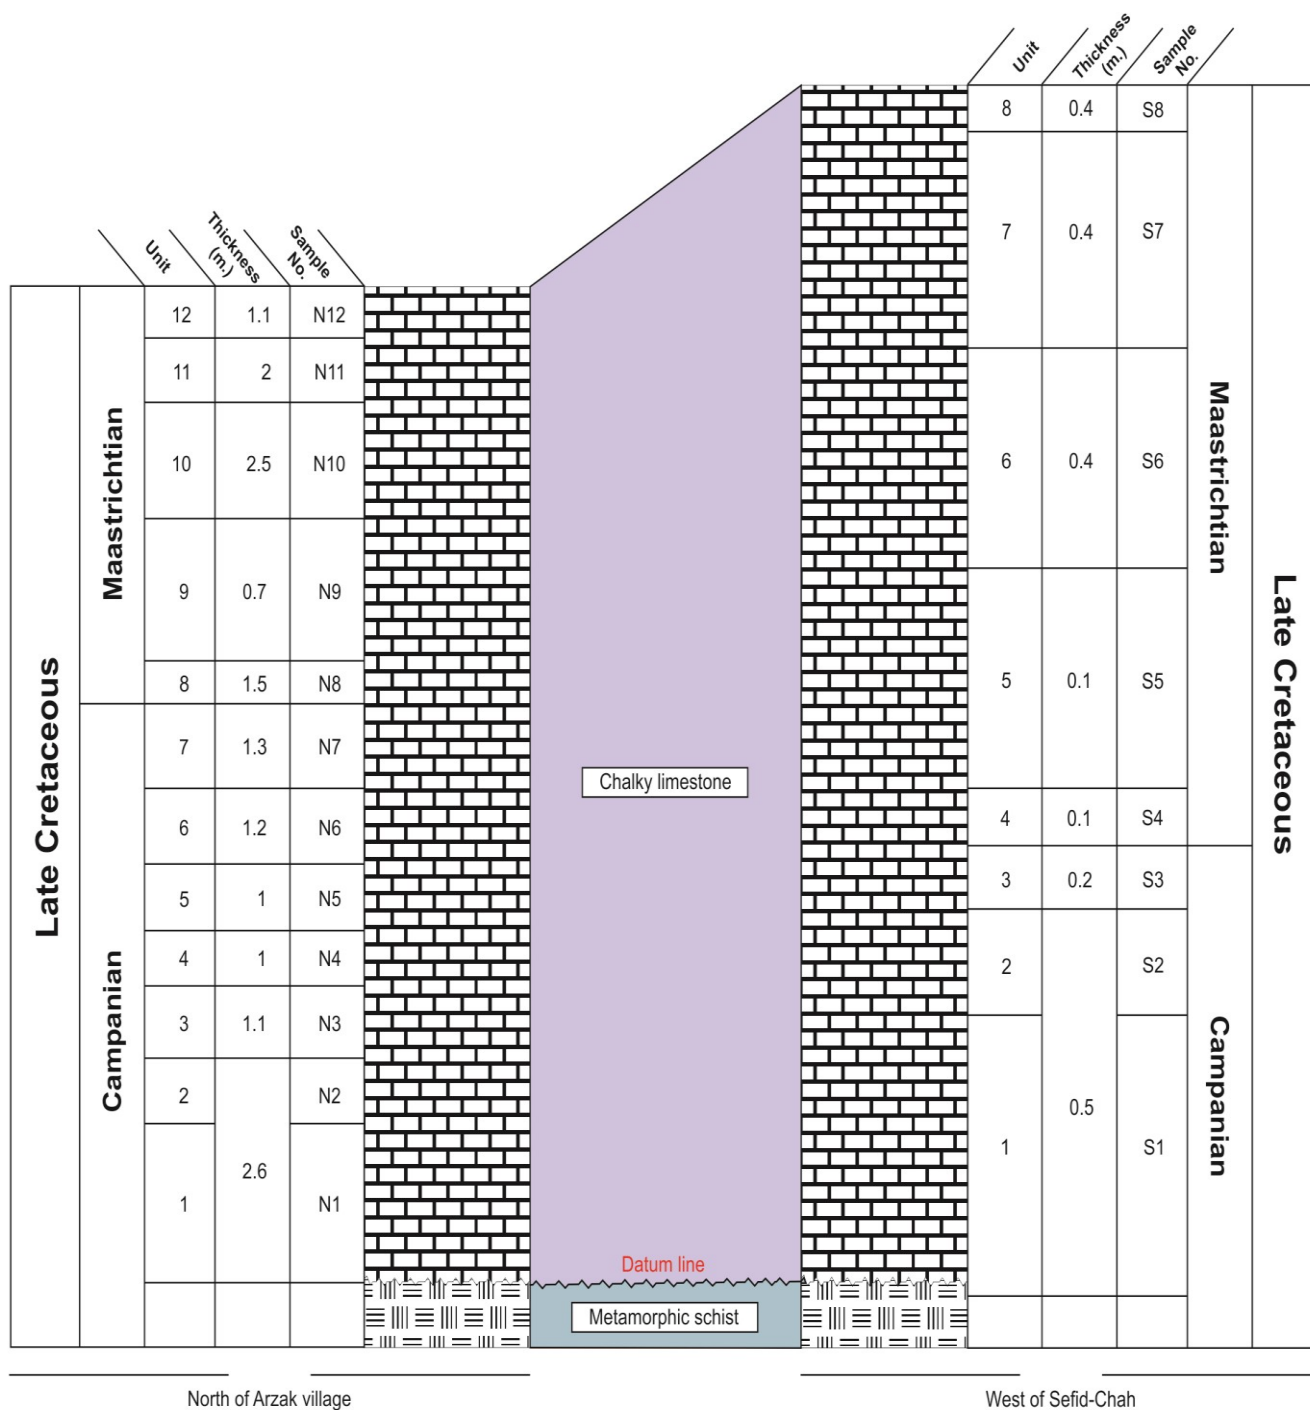 Unit
Thickness
(m.)
Sample
No.
8 0.4 S8
7 0.4 S7
6 0.4 S6
5 0.1 S5
4 0.1 S4
3 0.2 S3
2 S2
0.5
1 S1
Maastrichtian
Campanian
Late Cretaceous
Unit
Thickness
(m.)
Sample
No.
12 1.1 N12
11 2 N11
10 2.5 N10
9 0.7 N9
8 1.5 N8
7 1.3 N7
6 1.2 N6
5 1 N5
4 1 N4
3 1.1 N3
2 N2
2.6
1 N1
Maastrichtian
Campanian
Late Cretaceous
Chalky limestone
Datum line
Metamorphic schist
North of Arzak village
West of Sefid-Chah